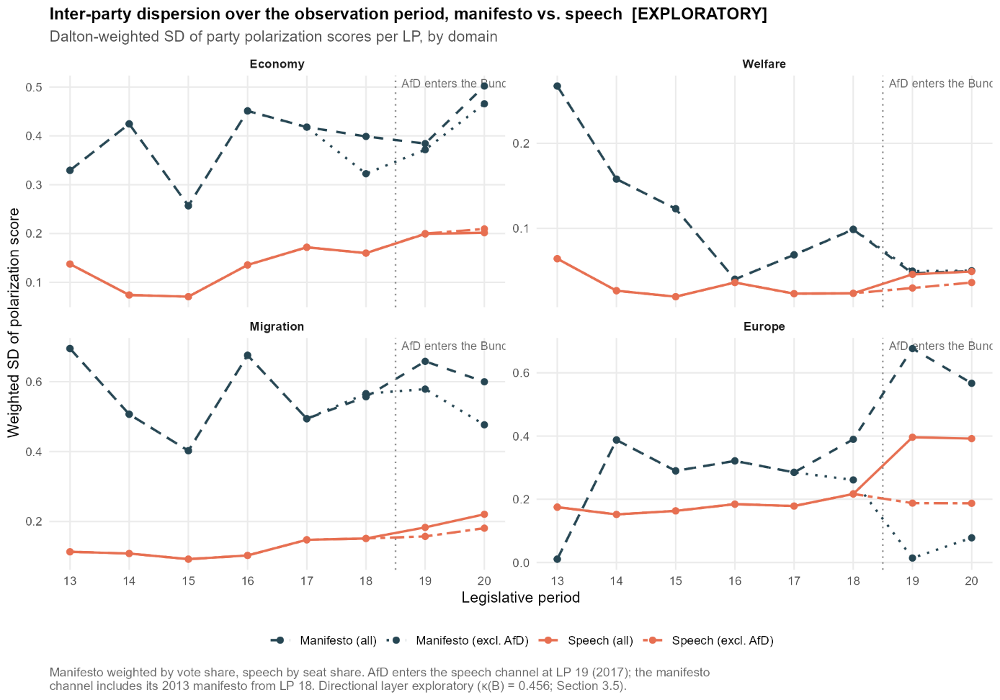 Inter-party dispersion over the observation period, manifesto vs. speech [EXPLORATORY]
Dalton-weighted SD of party polarization scores per LP, by domain
Economy
Welfare
AfD enters the Bund
AfD enters the Bund
0.5
0.4
0.3
0.2
0.1
0.2
0.1
Weighted SD of polarization score
Migration
Europe
AfD enters the Bund
AfD enters the Bund
0.6
0.4
0.2
0.6
0.4
0.2
0.0
13 14 15 16 17 18 19 20
13 14 15 16 17 18 19 20
Legislative period
Manifesto (all) Manifesto (excl. AfD) Speech (all) Speech (excl. AfD)
Manifesto weighted by vote share, speech by seat share. AfD enters the speech channel at LP 19 (2017); the manifesto
channel includes its 2013 manifesto from LP 18. Directional layer exploratory (κ(B) = 0.456; Section 3.5).